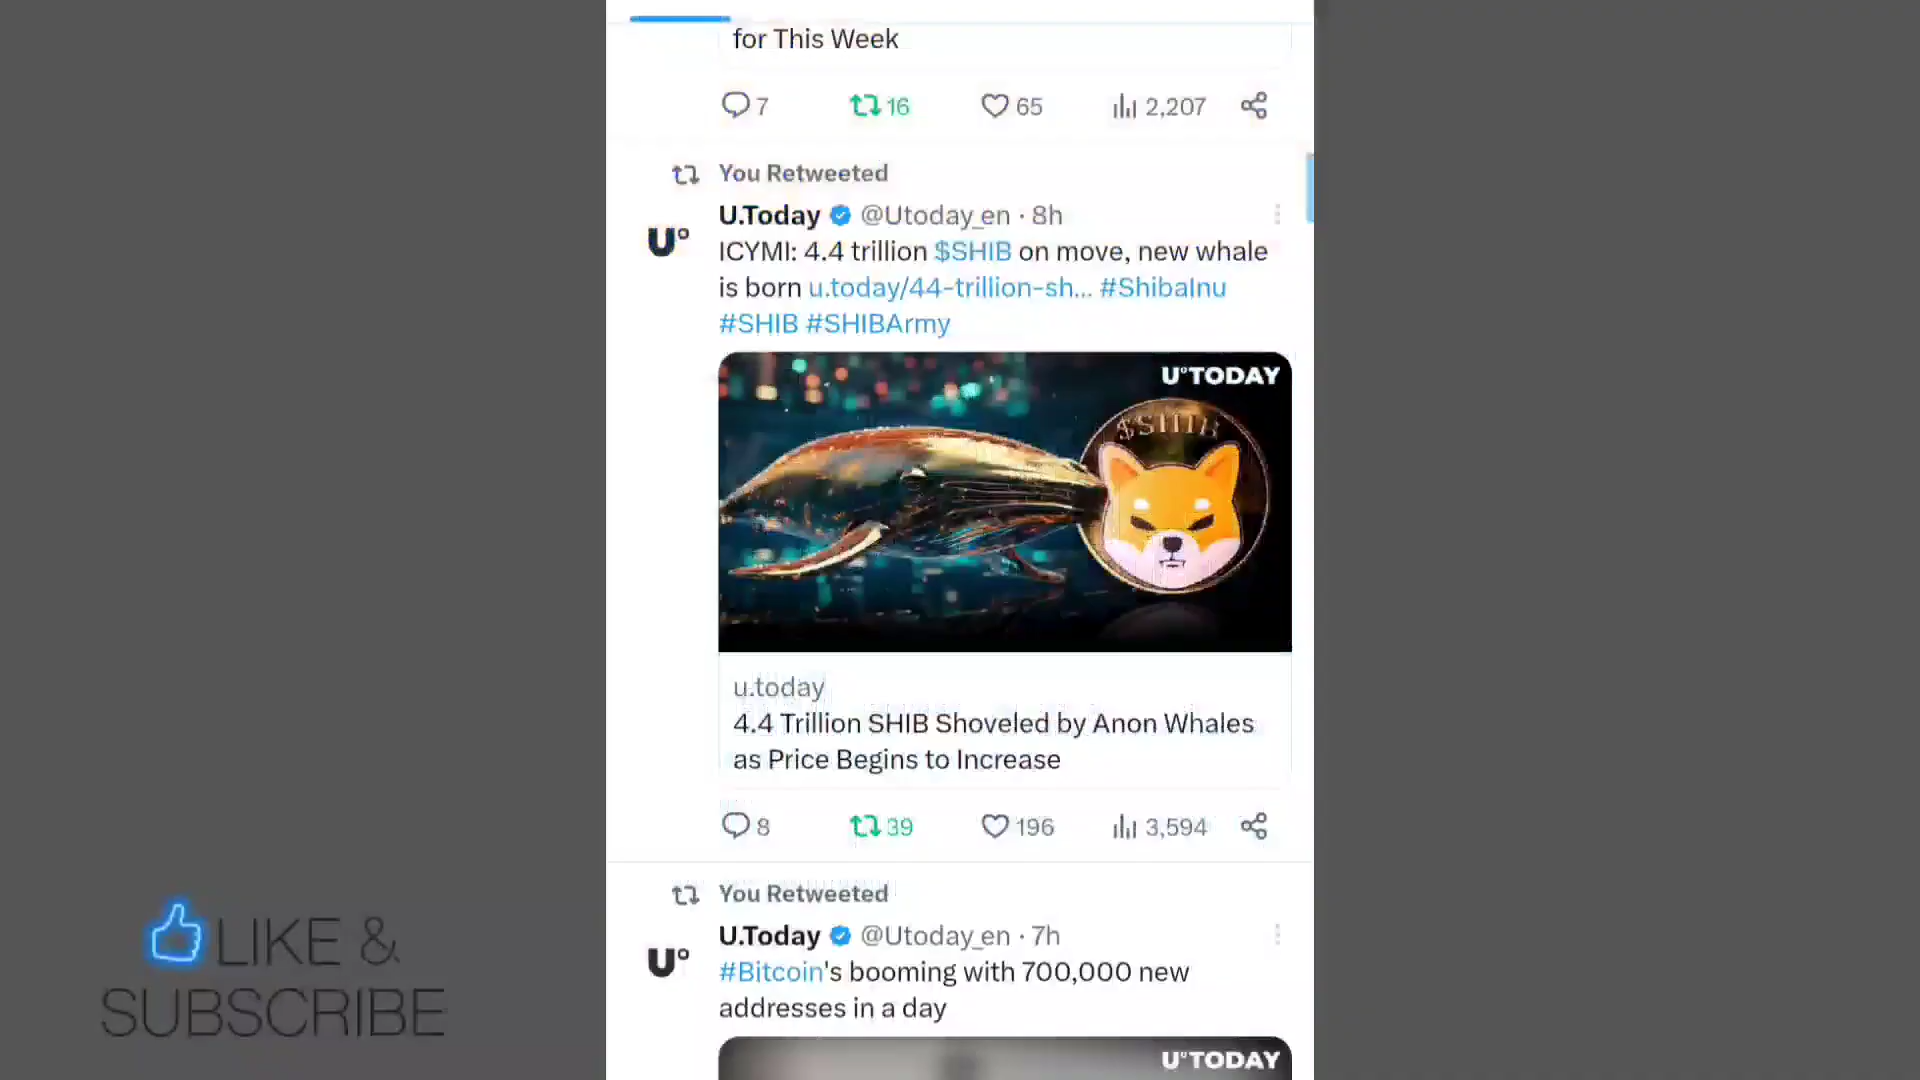 for This Week
7 16 65 2,207
You Retweeted
U.Today @Utoday_en · 8h
U°
ICYMI: 4.4 trillion $SHIB on move, new whale
is born u.today/44-trillion-sh... #ShibaInu
#SHIB #SHIBArmy
U°TODAY
$SHIB
u.today
4.4 Trillion SHIB Shoveled by Anon Whales
as Price Begins to Increase
8 39 196 3,594
You Retweeted
U.Today @Utoday_en · 7h
U°
#Bitcoin's booming with 700,000 new
addresses in a day
U°TODAY
LIKE &
SUBSCRIBE